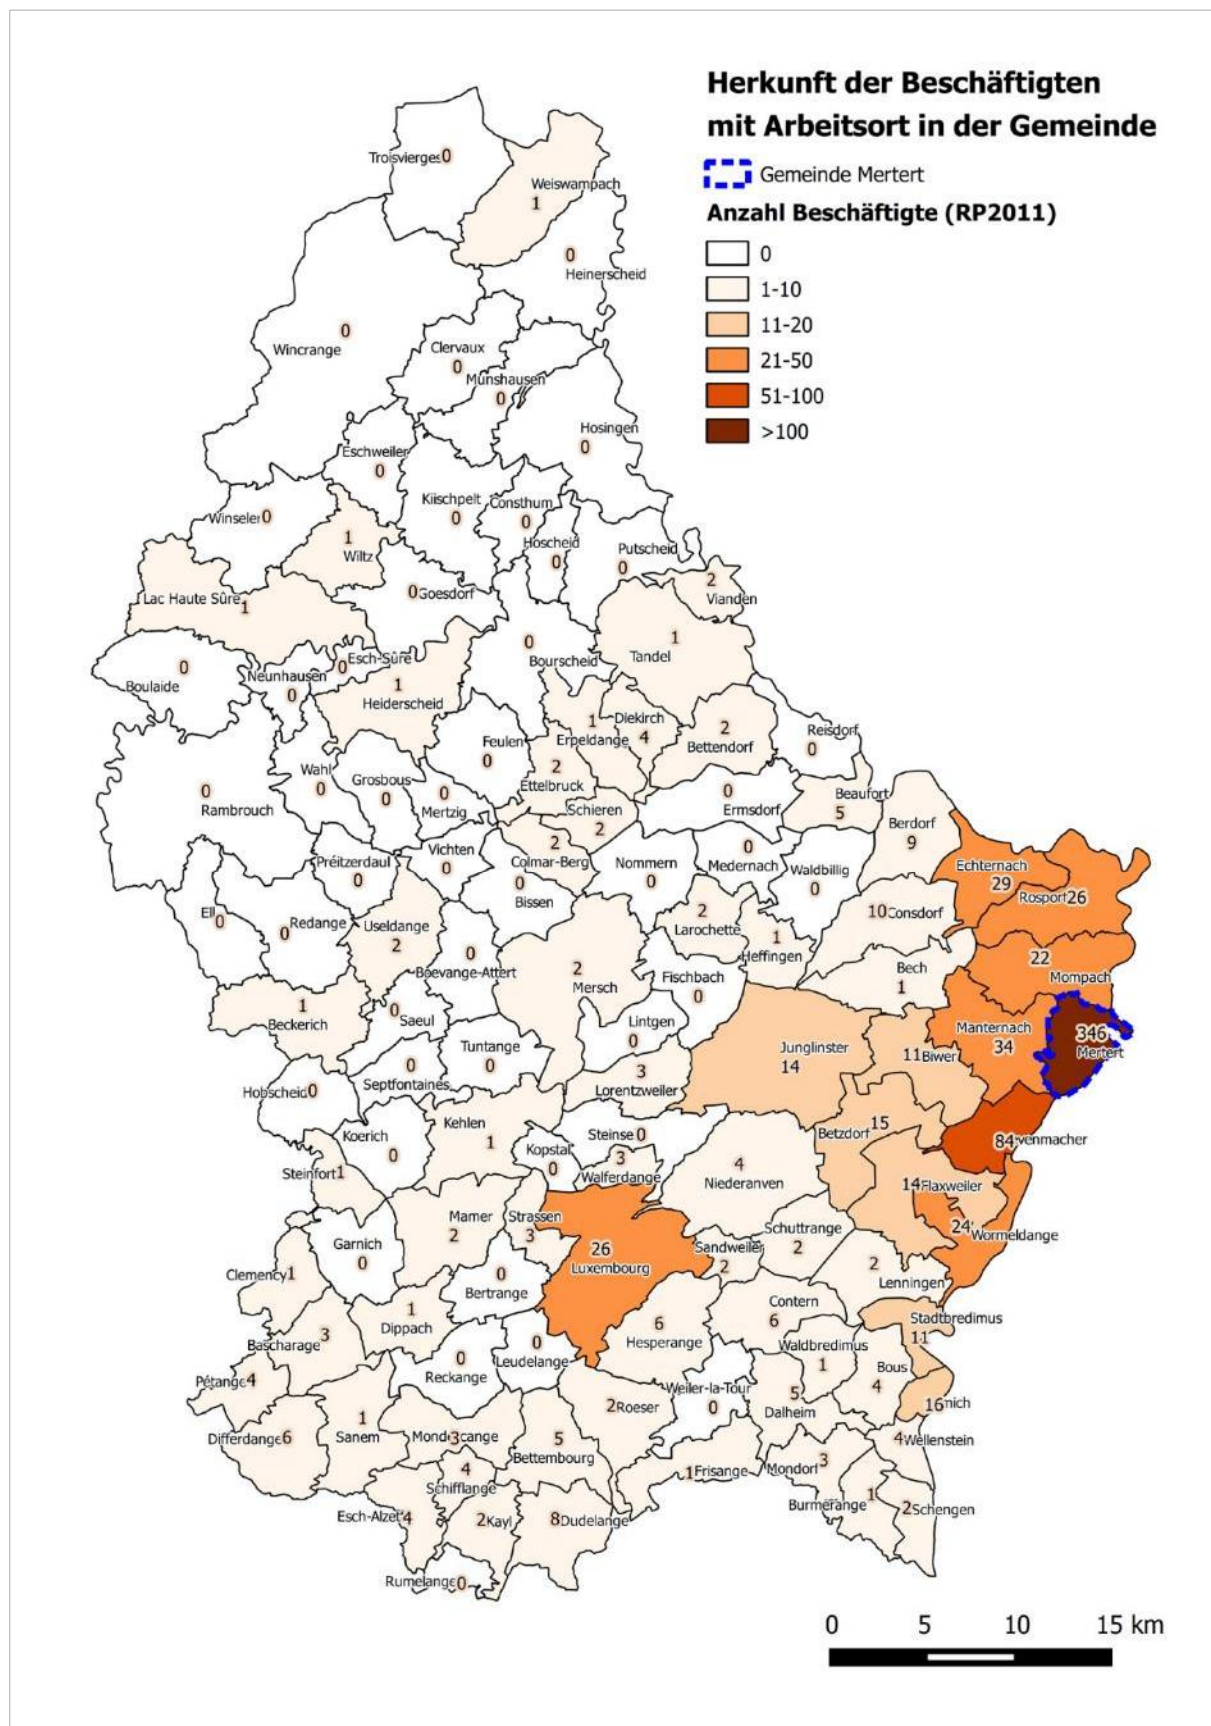 Herkunft der Beschäftigten
mit Arbeitsort in der Gemeinde
Gemeinde Mertert
Anzahl Beschäftigte (RP2011)
0
1-10
11-20
21-50
51-100
>100
Troisvierges 0
Weiswampach
1
0
Heinerscheid
0
Wincrange
Clervaux
0
Munshausen
0
Hosingen
0
Eschweiler
0
Kiischpelt
0
Consthum
0
Hoscheid
0
Putscheid
0
Winseler 0
1
Wiltz
2
Vianden
Lac Haute Sûre
1
0 Goesdorf
0
Bourscheid
1
Tandel
0
Boulaide
Neunhausen
0
0 Esch-Sûre
1
Heiderscheid
Feulen
0
1
Erpeldange
Diekirch
4
2
Bettendorf
Reisdorf
0
0
Rambrouch
Wahl
0
Grosbous
0
0
Mertzig
2
Ettelbruck
Schieren
2
0
Ermsdorf
Beaufort
5
Berdorf
9
Echternach
29
Rosport 26
Préitzerdaul
0
Vichten
0
2
Colmar-Berg
0
Bissen
Nommern
0
0
Medernach
Waldbillig
0
Ell 0
0 Redange
Useldange
2
0
Boevange-Attert
2
Larochette
1
Heffingen
10 Consdorf
22
Mompach
2
Mersch
Fischbach
0
Bech
1
1
Beckerich
0
Saeul
Lintgen
0
Junglinster
14
11 Biwer
Manternach
34
346
Mertert
Tuntange
0
0
Septfontaines
Hobscheid 0
3
Lorentzweiler
Koerich
0
Kehlen
1
Steinse 0
Kopstal
0
3
Walferdange
Betzdorf 15
84 venmacher
Steinfort 1
4
Niederanven
14 Flaxweiler
24
Wormeldange
Mamer
2
Strassen
3
26
Luxembourg
Garnich
0
Schuttrange
2
Sandweiler
2
Clemency 1
0
Bertrange
2
Lenningen
1
Dippach
6
Hesperange
Contern
6
Stadtbredimus
11
Bascharage 3
0
Reckange
0
Leudelange
Waldbredimus
1
Bous
4
Pétange 4
Weiler-la-Tour
0
5
Dalheim
16 nich
Differdange 6
1
Sanem
3
5
Bettembourg
2 Roeser
4 Wellenstein
4
Schifflange
1 Frisange
Mondorf 3
Esch-Alzet 4
2 Kayl
8 Dudelange
Burmerange 1
2 Schengen
Rumelange 0
0 5 10 15 km